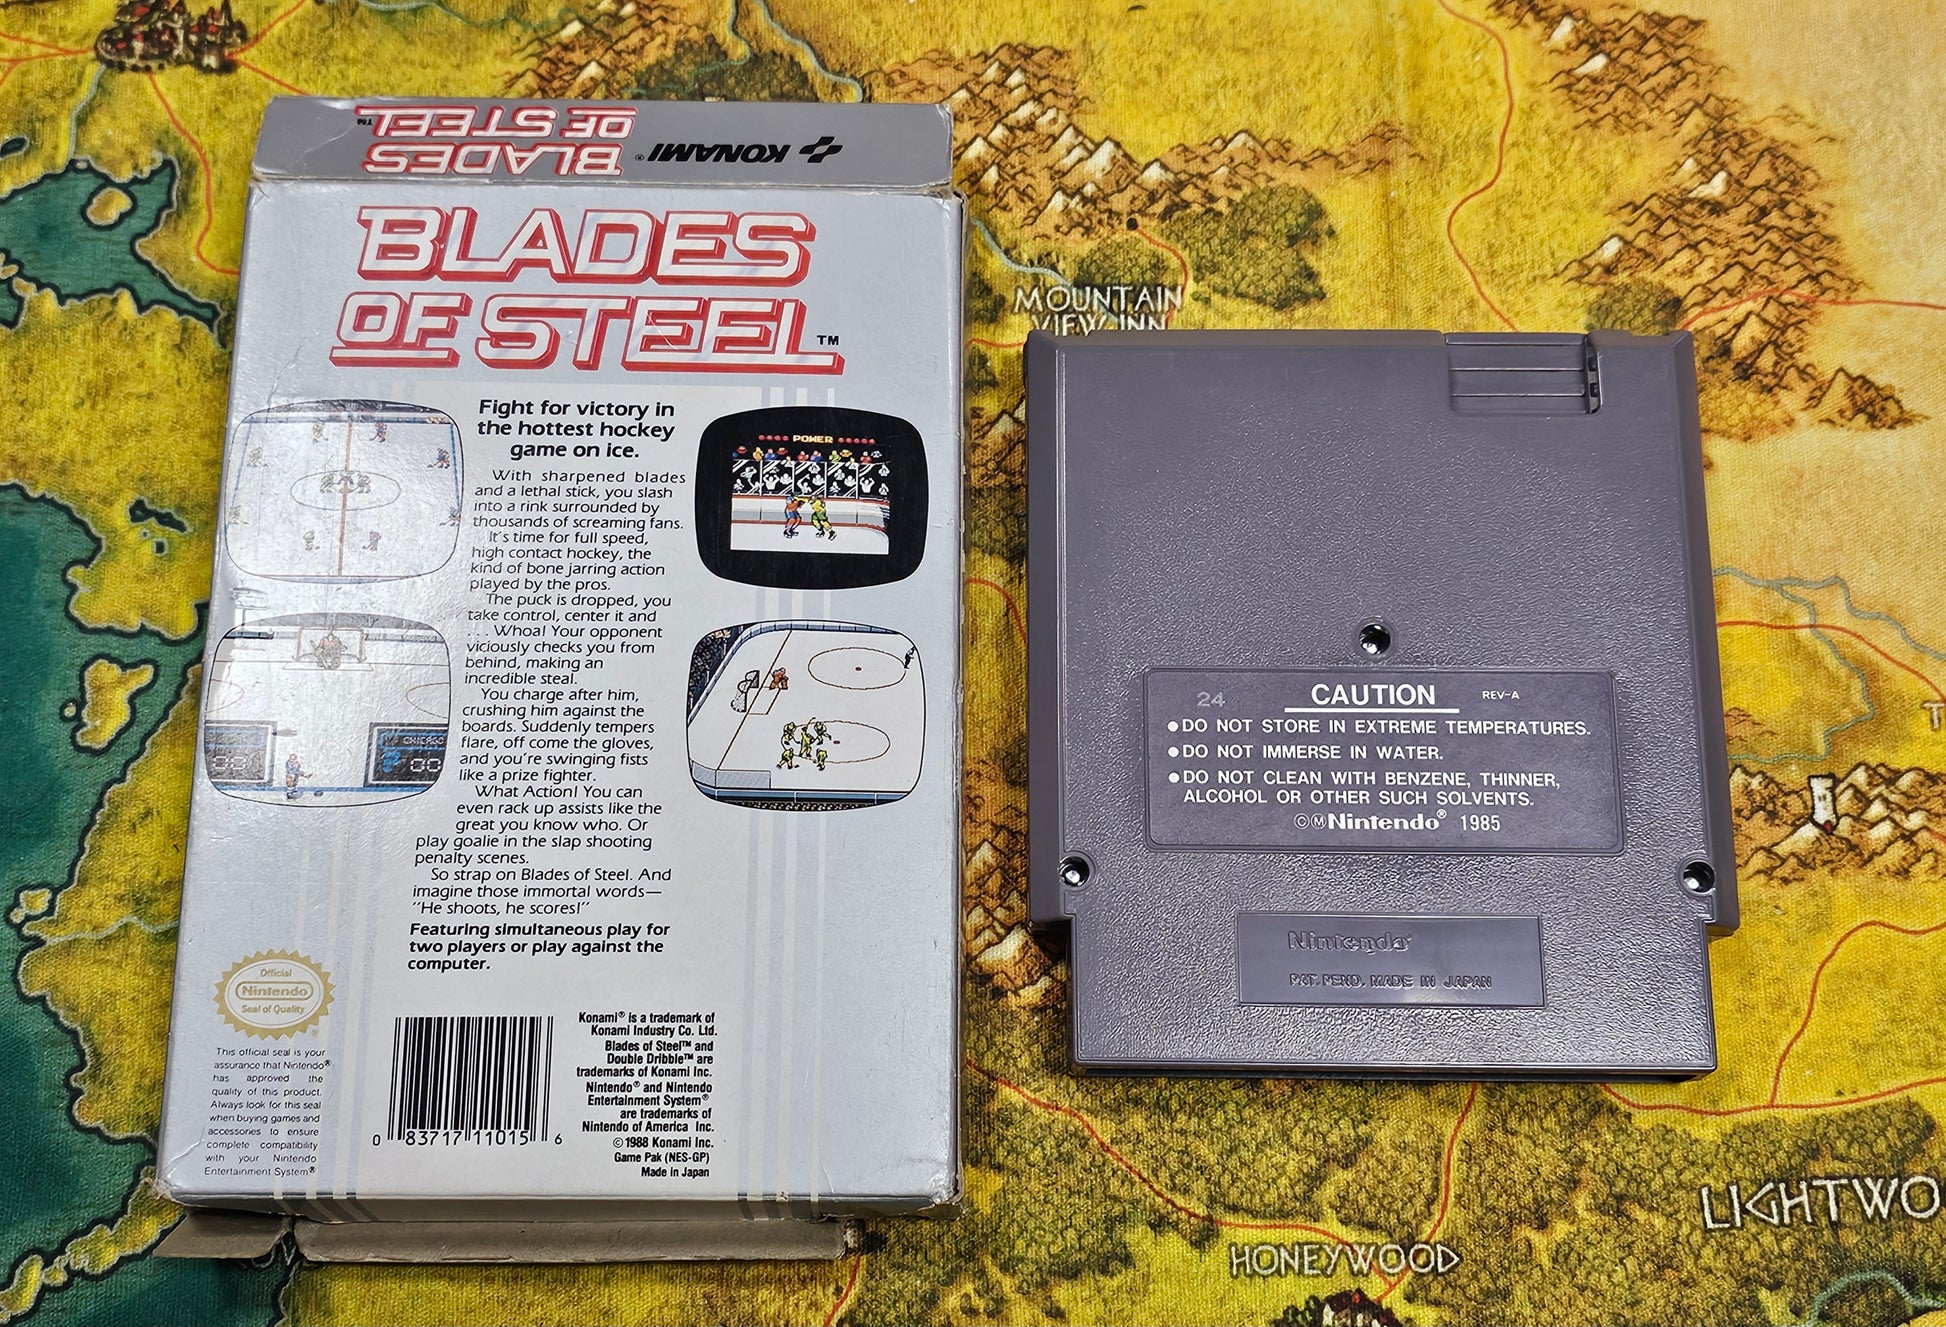 KONAMI®
BLADES
OF STEEL™
BLADES
OF STEEL™
Fight for victory in
the hottest hockey
game on ice.
With sharpened blades
and a lethal stick, you slash
into a rink surrounded by
thousands of screaming fans.
It's time for full speed,
high contact hockey, the
kind of bone jarring action
played by the pros.
The puck is dropped, you
take control, center it and
. . . Whoa! Your opponent
viciously checks you from
behind, making an
incredible steal.
You charge after him,
crushing him against the
boards. Suddenly tempers
flare, off come the gloves,
and you're swinging fists
like a prize fighter.
What Action! You can
even rack up assists like the
great you know who. Or
play goalie in the slap shooting
penalty scenes.
So strap on Blades of Steel. And
imagine those immortal words—
"He shoots, he scores!"
Featuring simultaneous play for
two players or play against the
computer.
POWER
CHICAGO
00
00
Official
Nintendo
Seal of Quality
This official seal is your
assurance that Nintendo®
has approved the
quality of this product.
Always look for this seal
when buying games and
accessories to ensure
complete compatibility
with your Nintendo
Entertainment System®
0 83717 11015 6
Konami® is a trademark of
Konami Industry Co. Ltd.
Blades of Steel™ and
Double Dribble™ are
trademarks of Konami Inc.
Nintendo® and Nintendo
Entertainment System®
are trademarks of
Nintendo of America Inc.
© 1988 Konami Inc.
Game Pak (NES-GP)
Made in Japan
MOUNTAIN
VIEW INN
24 CAUTION REV-A
●DO NOT STORE IN EXTREME TEMPERATURES.
●DO NOT IMMERSE IN WATER.
●DO NOT CLEAN WITH BENZENE, THINNER,
ALCOHOL OR OTHER SUCH SOLVENTS.
©ⓂNintendo® 1985
Nintendo®
PAT. PEND. MADE IN JAPAN
LIGHTWO
HONEYWOOD